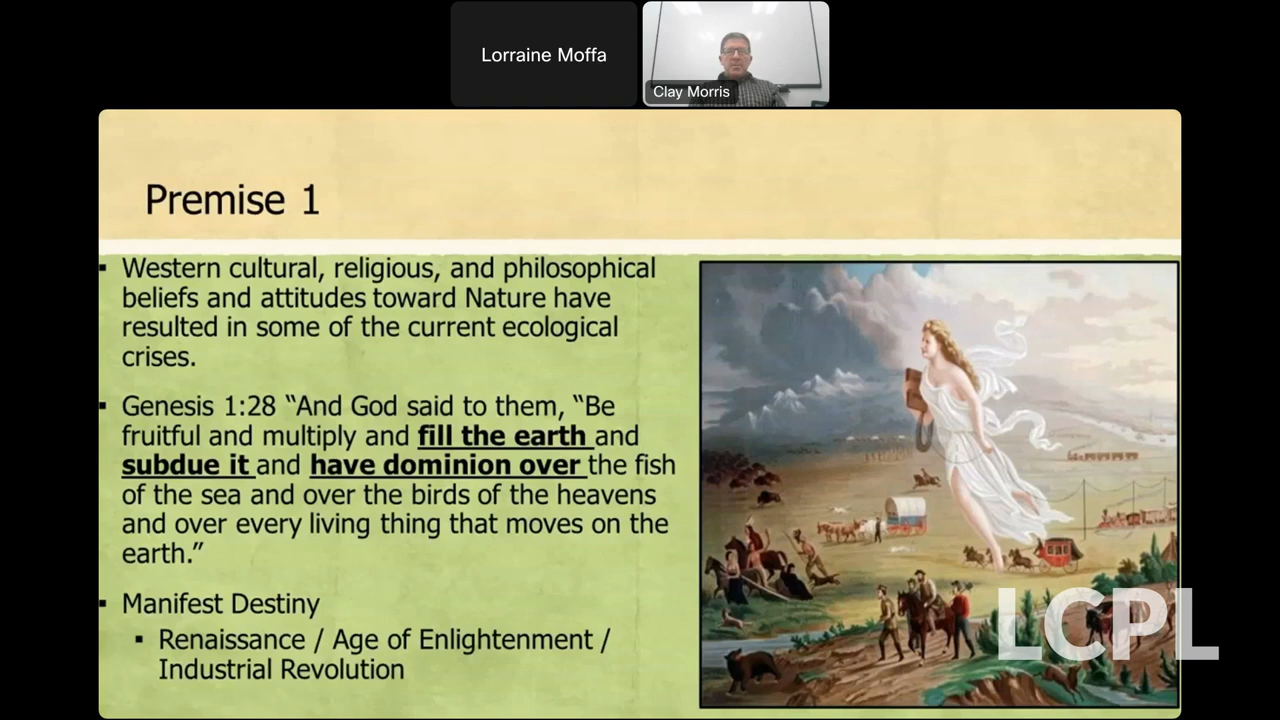 Lorraine Moffa
Clay Morris
Premise 1
▪ Western cultural, religious, and philosophical
beliefs and attitudes toward Nature have
resulted in some of the current ecological
crises.
▪ Genesis 1:28 “And God said to them, “Be
fruitful and multiply and fill the earth and
subdue it and have dominion over the fish
of the sea and over the birds of the heavens
and over every living thing that moves on the
earth.”
▪ Manifest Destiny
▪ Renaissance / Age of Enlightenment /
Industrial Revolution
LCPL